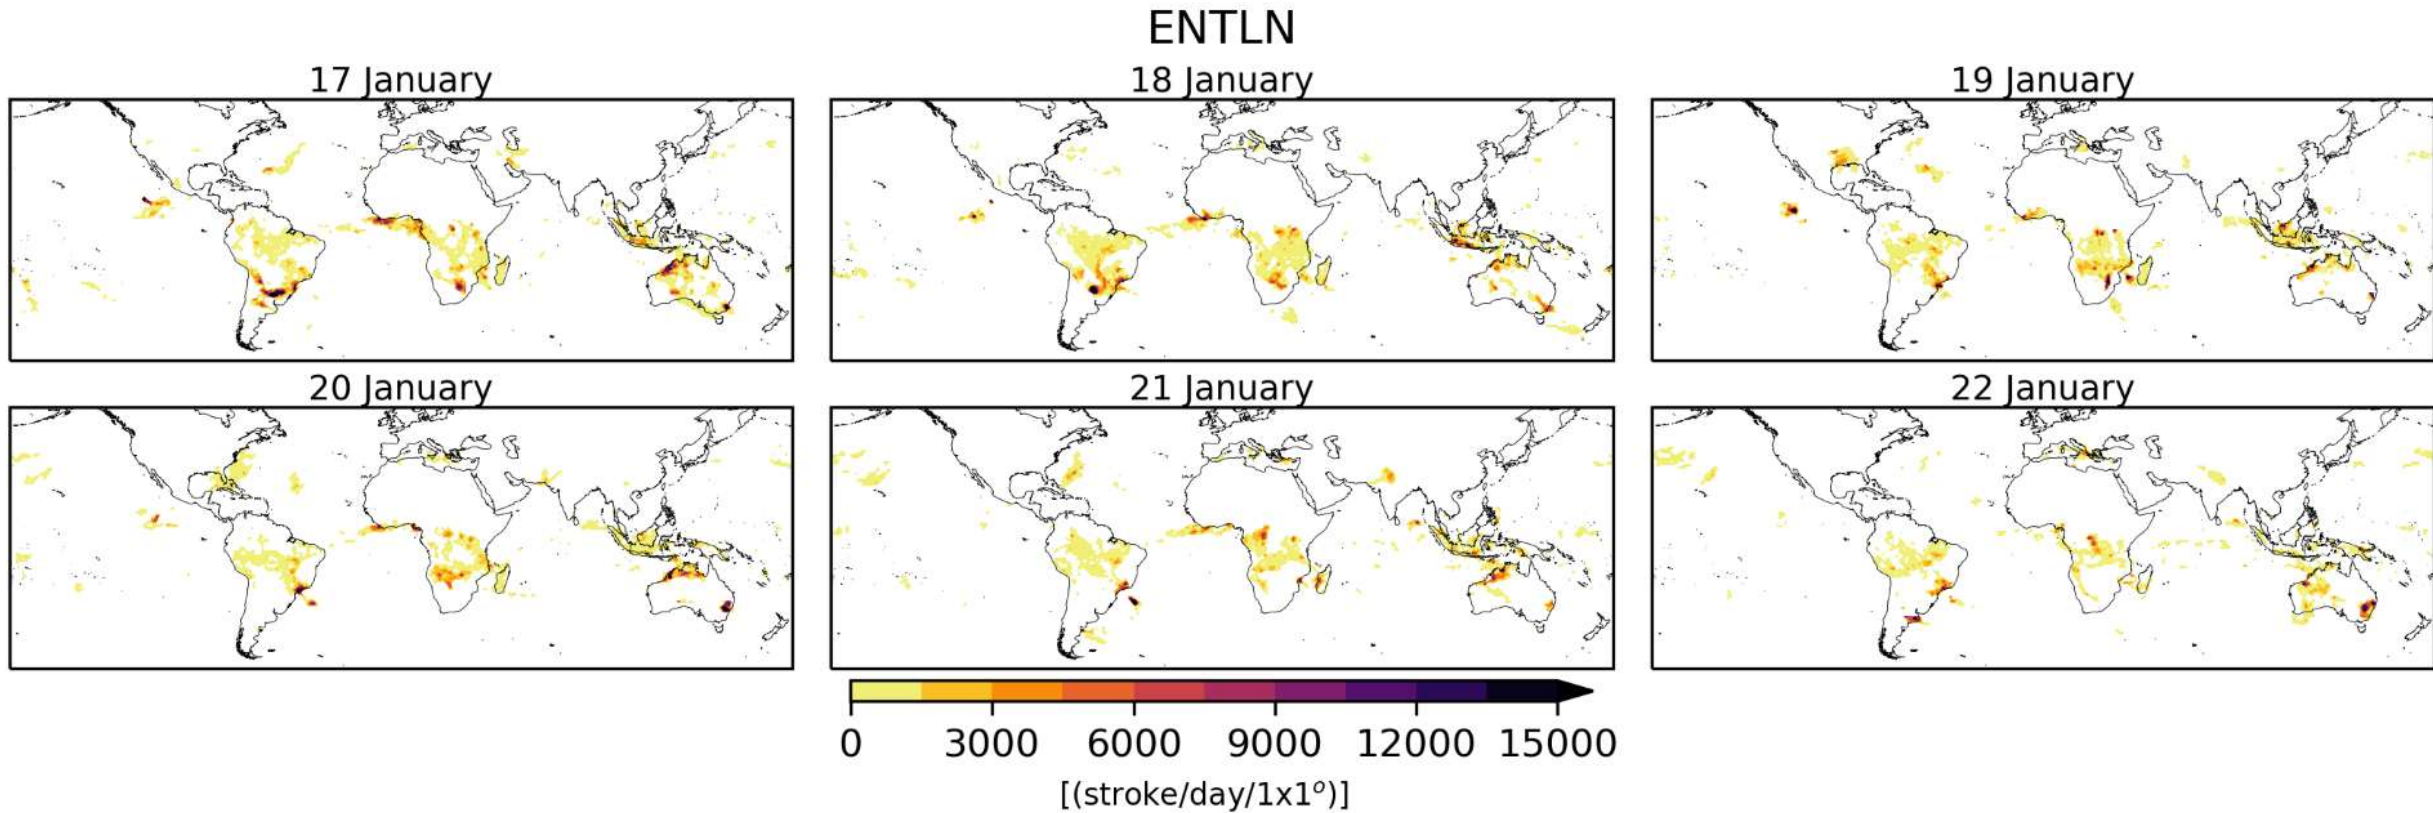 ENTLN
17 January
18 January
19 January
20 January
21 January
22 January
0 3000 6000 9000 12000 15000
[(stroke/day/1x1°)]